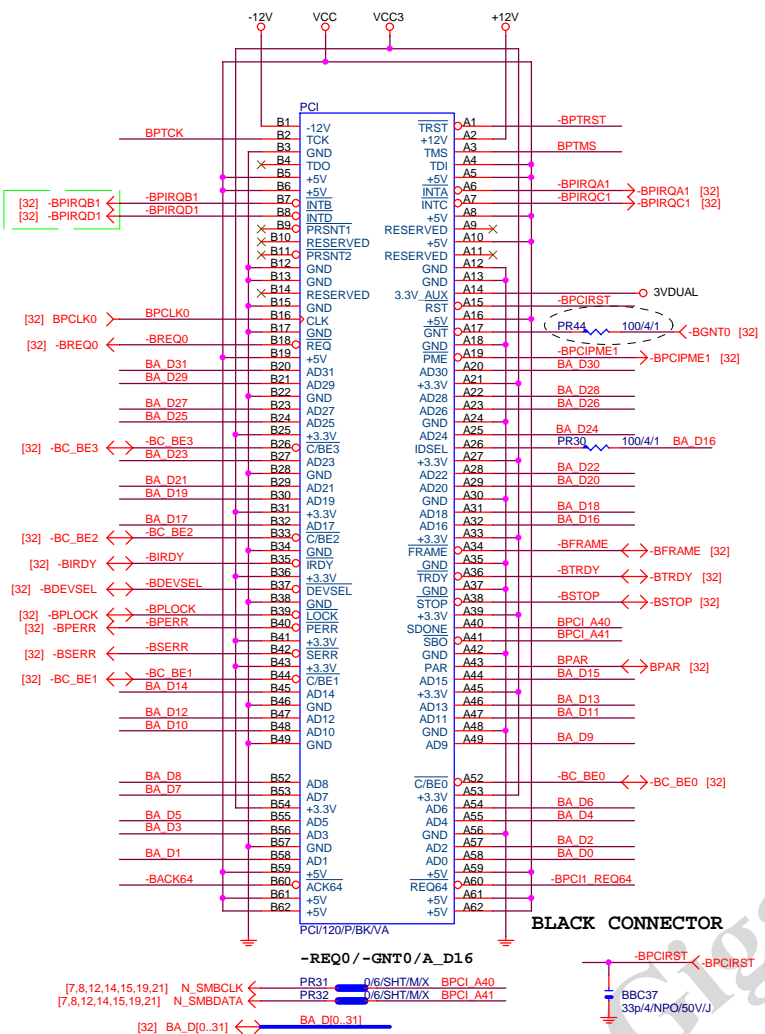 -12V VCC VCC3 +12V
PCI
B1 -12V TRST A1 -BPTRST
BPTCK B2 TCK +12V A2
B3 GND TMS A3 BPTMS
B4 TDO TDI A4
B5 +5V +5V A5
B6 +5V INTA A6 -BPIRQA1 -BPIRQA1 [32]
[32] -BPIRQB1 -BPIRQB1 B7 INTB INTC A7 -BPIRQC1 -BPIRQC1 [32]
[32] -BPIRQD1 -BPIRQD1 B8 INTD +5V A8
B9 PRSNT1 RESERVED A9
B10 RESERVED +5V A10
B11 PRSNT2 RESERVED A11
B12 GND GND A12
B13 GND GND A13
B14 RESERVED 3.3V_AUX A14 3VDUAL
B15 GND RST A15 -BPCIRST
[32] BPCLK0 BPCLK0 B16 CLK +5V A16
B17 GND GNT A17 PR44 100/4/1 -BGNT0 [32]
[32] -BREQ0 -BREQ0 B18 REQ GND A18
B19 +5V PME A19 -BPCIPME1 -BPCIPME1 [32]
BA_D31 B20 AD31 AD30 A20 BA_D30
BA_D29 B21 AD29 +3.3V A21
B22 GND AD28 A22 BA_D28
BA_D27 B23 AD27 AD26 A23 BA_D26
BA_D25 B24 AD25 GND A24
B25 +3.3V AD24 A25 BA_D24
[32] -BC_BE3 -BC_BE3 B26 C/BE3 IDSEL A26 PR30 100/4/1 BA_D16
BA_D23 B27 AD23 +3.3V A27
B28 GND AD22 A28 BA_D22
BA_D21 B29 AD21 AD20 A29 BA_D20
BA_D19 B30 AD19 GND A30
B31 +3.3V AD18 A31 BA_D18
BA_D17 B32 AD17 AD16 A32 BA_D16
[32] -BC_BE2 -BC_BE2 B33 C/BE2 +3.3V A33
B34 GND FRAME A34 -BFRAME -BFRAME [32]
[32] -BIRDY -BIRDY B35 IRDY GND A35
B36 +3.3V TRDY A36 -BTRDY -BTRDY [32]
[32] -BDEVSEL -BDEVSEL B37 DEVSEL GND A37
B38 GND STOP A38 -BSTOP -BSTOP [32]
[32] -BPLOCK -BPLOCK B39 LOCK +3.3V A39
[32] -BPERR -BPERR B40 PERR SDONE A40 BPCI_A40
B41 +3.3V SBO A41 BPCI_A41
[32] -BSERR -BSERR B42 SERR GND A42
B43 +3.3V PAR A43 BPAR BPAR [32]
[32] -BC_BE1 -BC_BE1 B44 C/BE1 AD15 A44 BA_D15
BA_D14 B45 AD14 +3.3V A45
B46 GND AD13 A46 BA_D13
BA_D12 B47 AD12 AD11 A47 BA_D11
BA_D10 B48 AD10 GND A48
B49 GND AD9 A49 BA_D9
BA_D8 B52 AD8 C/BE0 A52 -BC_BE0 -BC_BE0 [32]
BA_D7 B53 AD7 +3.3V A53
B54 +3.3V AD6 A54 BA_D6
BA_D5 B55 AD5 AD4 A55 BA_D4
BA_D3 B56 AD3 GND A56
B57 GND AD2 A57 BA_D2
BA_D1 B58 AD1 AD0 A58 BA_D0
B59 +5V +5V A59
-BACK64 B60 ACK64 REQ64 A60 -BPCI1_REQ64
B61 +5V +5V A61
B62 +5V +5V A62
PCI/120/P/BK/VA
BLACK CONNECTOR
-REQ0/-GNT0/A_D16
[7,8,12,14,15,19,21] N_SMBCLK PR31 0/6/SHT/M/X BPCI_A40
[7,8,12,14,15,19,21] N_SMBDATA PR32 0/6/SHT/M/X BPCI_A41
[32] BA_D[0..31] BA_D[0..31]
-BPCIRST -BPCIRST
BBC37
33p/4/NPO/50V/J